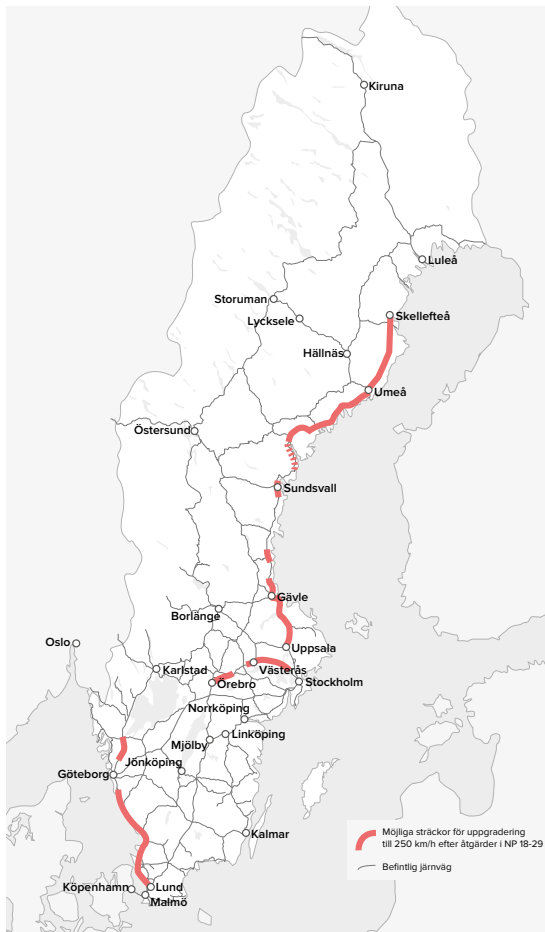 Kiruna
Luleå
Storuman
Skellefteå
Lycksele
Hällnäs
Umeå
Östersund
Sundsvall
Gävle
Borlänge
Oslo
Uppsala
Karlstad
Västerås
Örebro
Stockholm
Norrköping
Linköping
Mjölby
Jönköping
Göteborg
Kalmar
Möjliga sträckor för uppgradering
till 250 km/h efter åtgärder i NP 18-29
Befintlig järnväg
Köpenhamn
Lund
Malmö